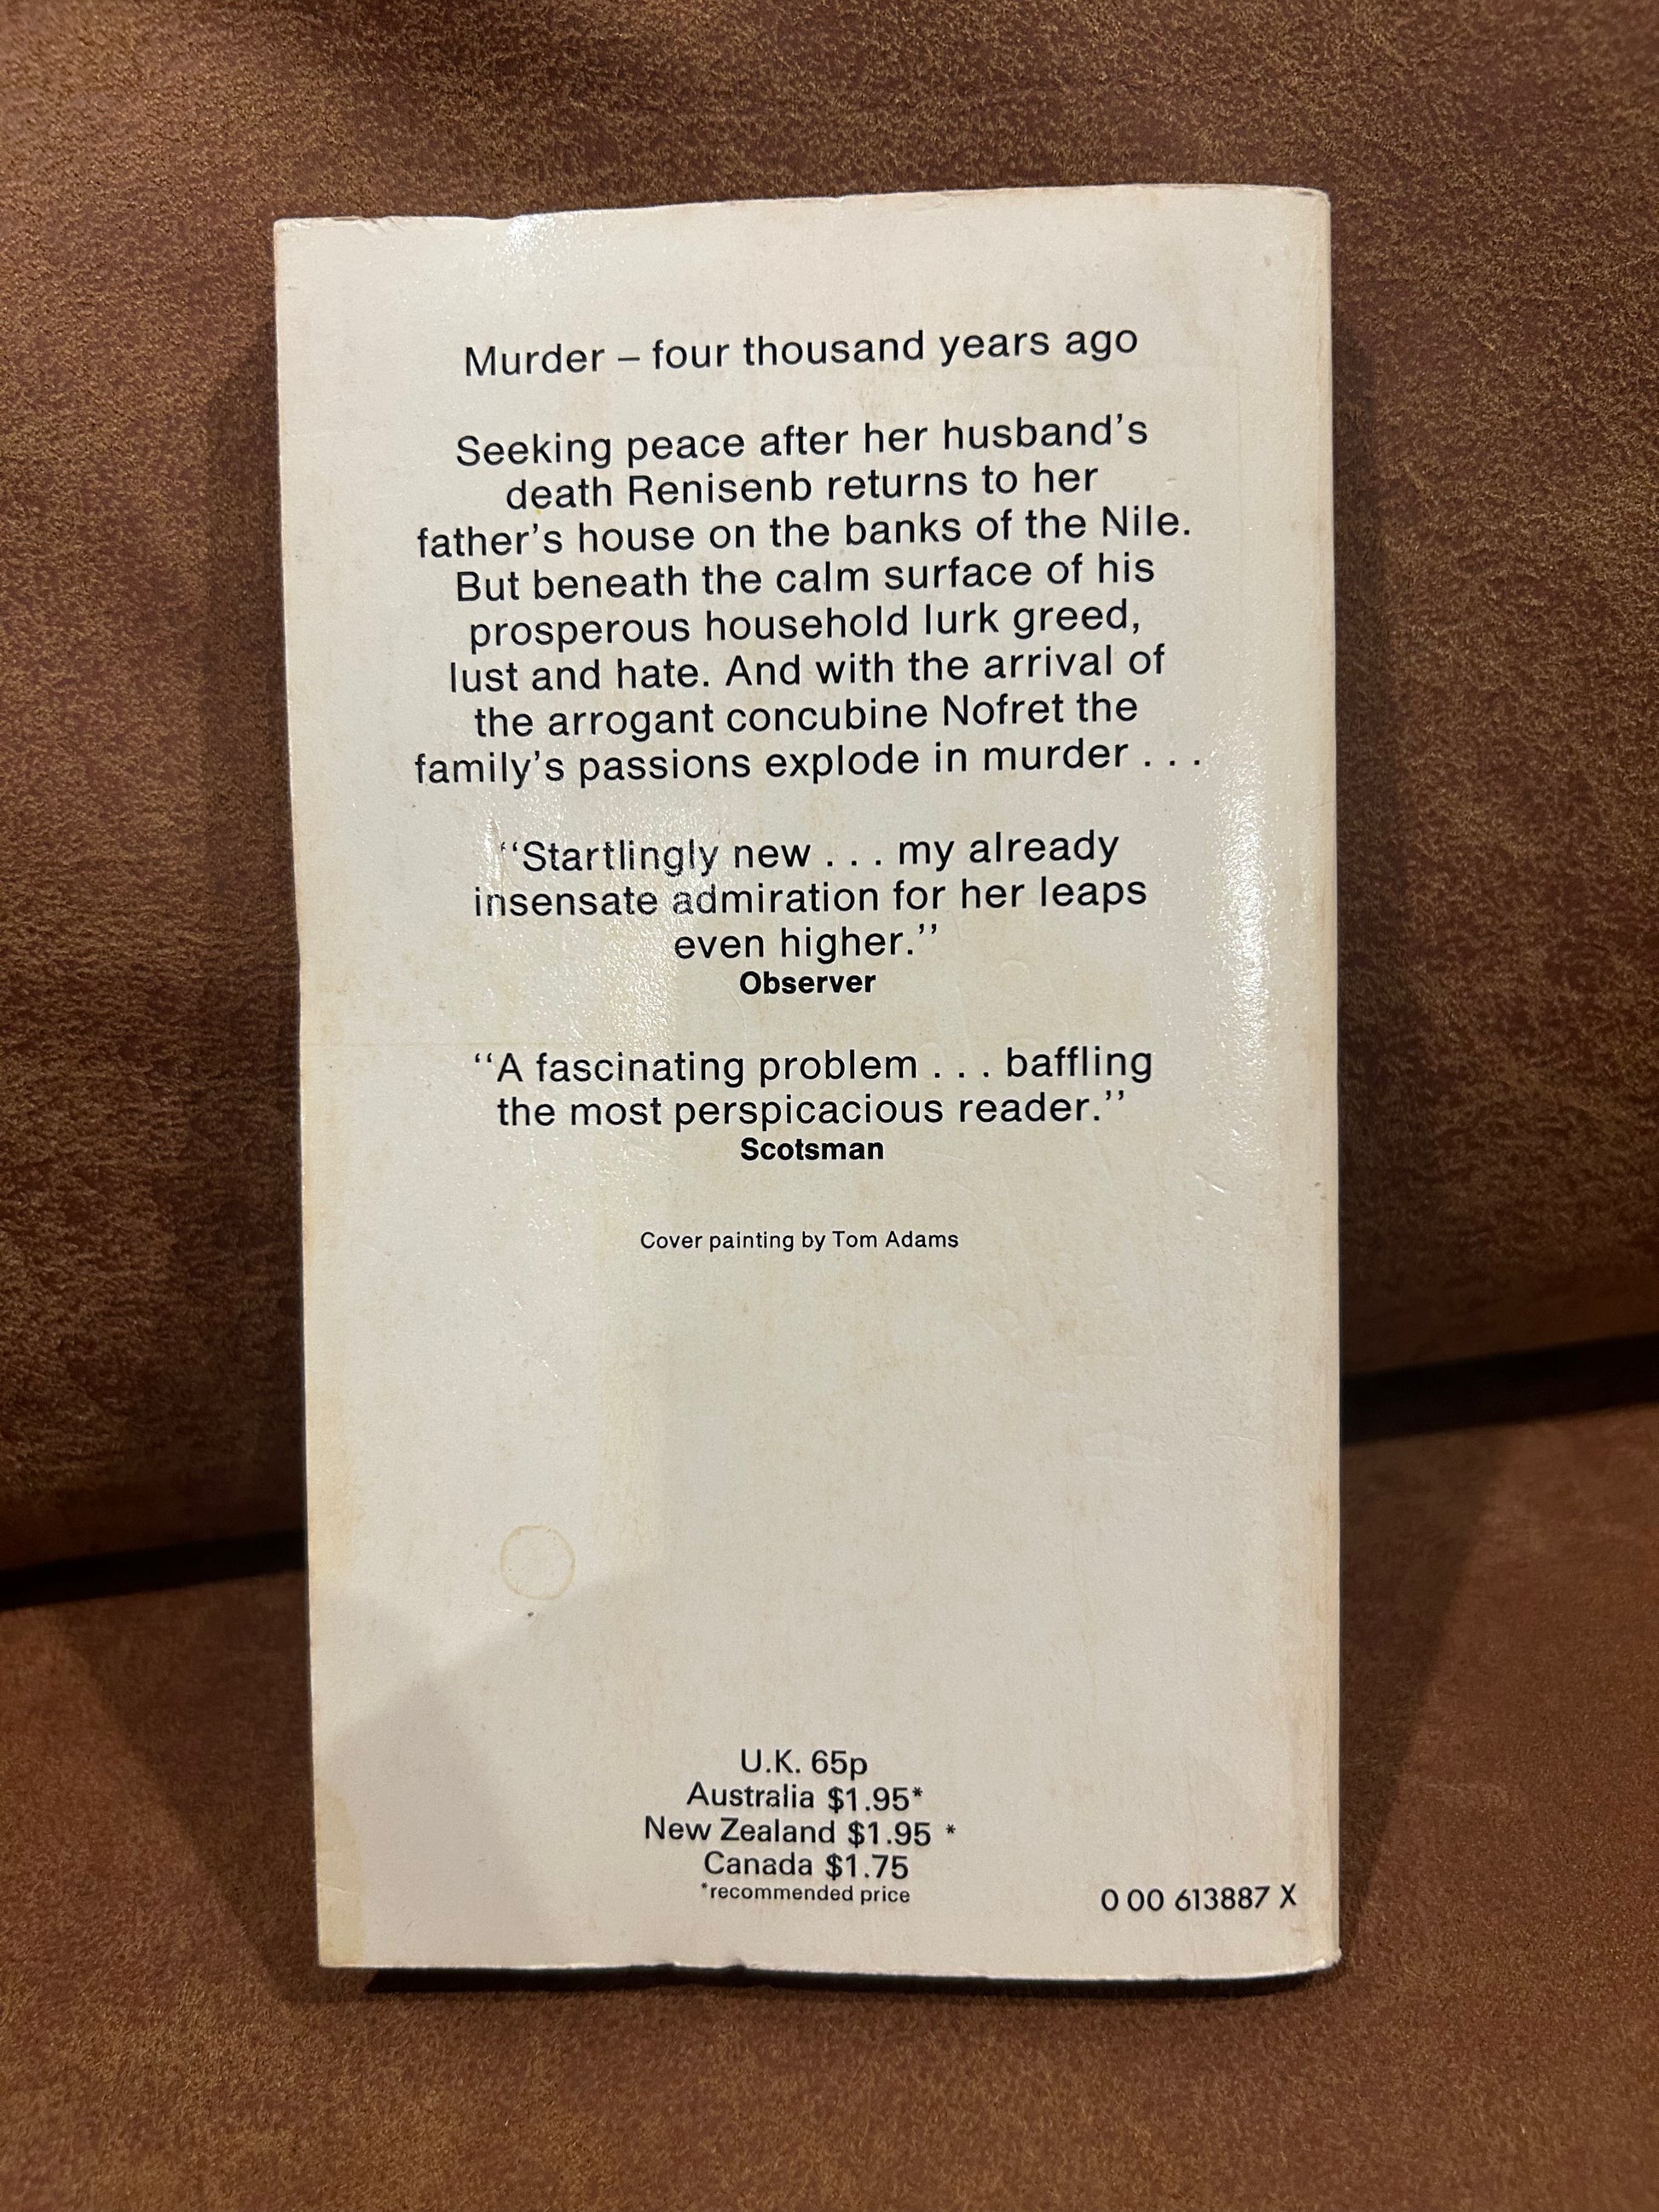 Murder – four thousand years ago
Seeking peace after her husband's
death Renisenb returns to her
father's house on the banks of the Nile.
But beneath the calm surface of his
prosperous household lurk greed,
lust and hate. And with the arrival of
the arrogant concubine Nofret the
family's passions explode in murder . . .
‘‘Startlingly new . . . my already
insensate admiration for her leaps
even higher.’’
Observer
‘‘A fascinating problem . . . baffling
the most perspicacious reader.’’
Scotsman
Cover painting by Tom Adams
U.K. 65p
Australia $1.95*
New Zealand $1.95 *
Canada $1.75
*recommended price
0 00 613887 X